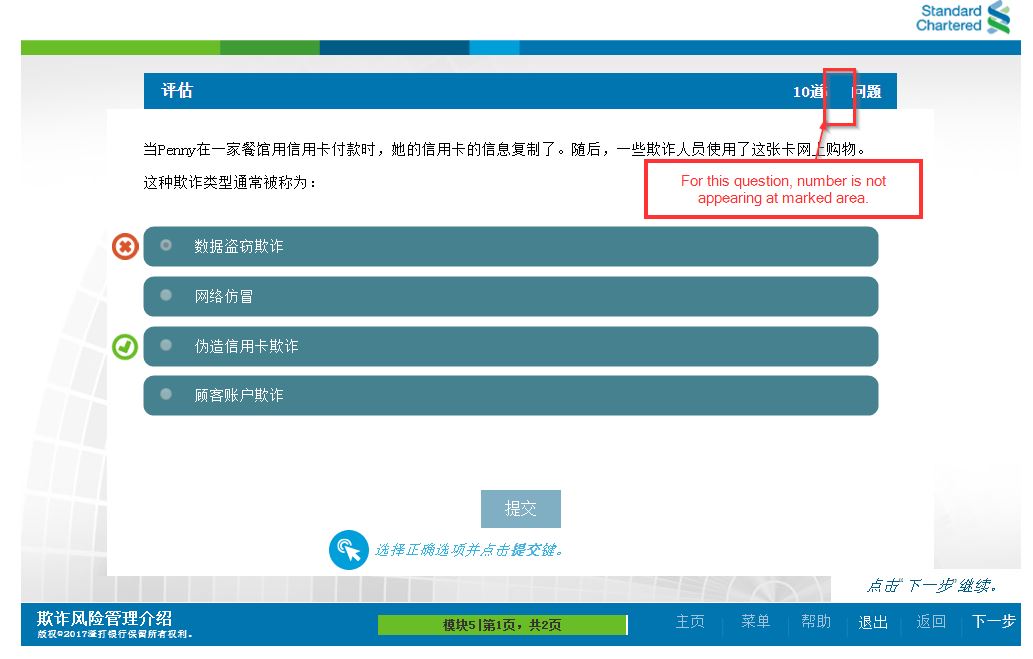 Standard
Chartered
评估
10道 问题
当Penny在一家餐馆用信用卡付款时，她的信用卡的信息复制了。随后，一些欺诈人员使用了这张卡网上购物。
这种欺诈类型通常被称为：
For this question, number is not
appearing at marked area.
数据盗窃欺诈
网络仿冒
伪造信用卡欺诈
顾客账户欺诈
提交
选择正确选项并点击提交键。
点击“下一步”继续。
欺诈风险管理介绍
版权©2017渣打银行保留所有权利。
模块5|第1页，共2页
主页 菜单 帮助 退出 返回 下一步